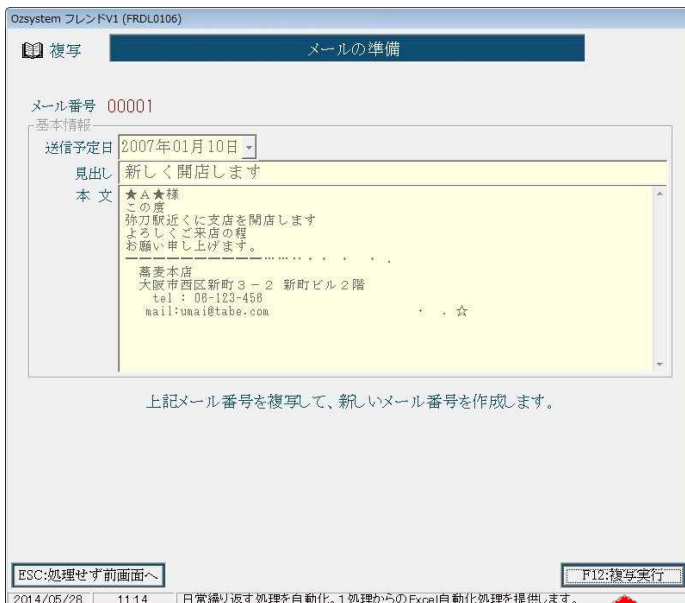 Ozsystem フレンドV1 (FRDL0106)
複写
メールの準備
メール番号 00001
基本情報
送信予定日 2007年01月10日
見出し 新しく開店します
本 文 ★A★様
この度
弥刀駅近くに支店を開店します
よろしくご来店の程
お願い申し上げます。
━━━━━━━━━━━━……‥・ ・ ・ ・ .
蕎麦本店
大阪市西区新町3-2 新町ビル2階
tel : 06-123-456
mail:umai@tabe.com ・ . ☆
上記メール番号を複写して、新しいメール番号を作成します。
ESC:処理せず前画面へ
F12:複写実行
2014/05/28 11:14 日常繰り返す処理を自動化。1処理からのExcel自動化処理を提供します。